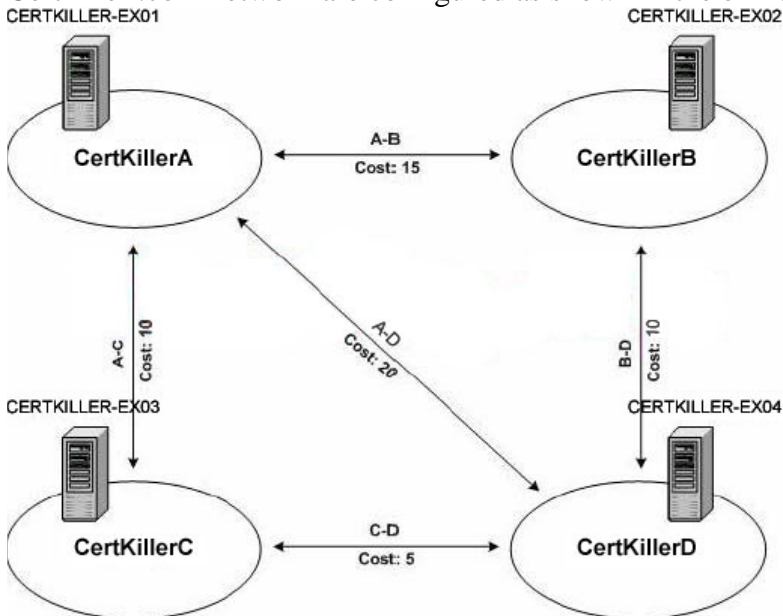 CERTKILLER-EX01
CERTKILLER-EX02
CertKillerA
A-B
Cost: 15
CertKillerB
A-C
Cost: 10
A-D
Cost: 20
B-D
Cost: 10
CERTKILLER-EX03
CERTKILLER-EX04
CertKillerC
C-D
Cost: 5
CertKillerD